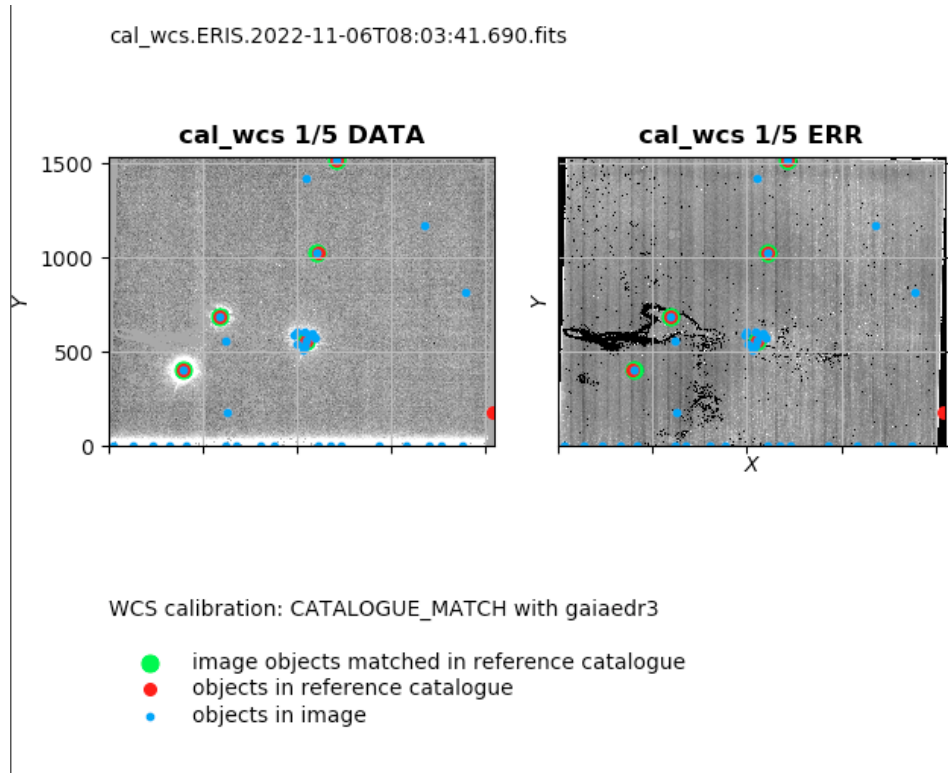 cal_wcs.ERIS.2022-11-06T08:03:41.690.fits
cal_wcs 1/5 DATA
cal_wcs 1/5 ERR
1500
1000
500
0
Y
Y
X
WCS calibration: CATALOGUE_MATCH with gaiaedr3
image objects matched in reference catalogue
objects in reference catalogue
objects in image